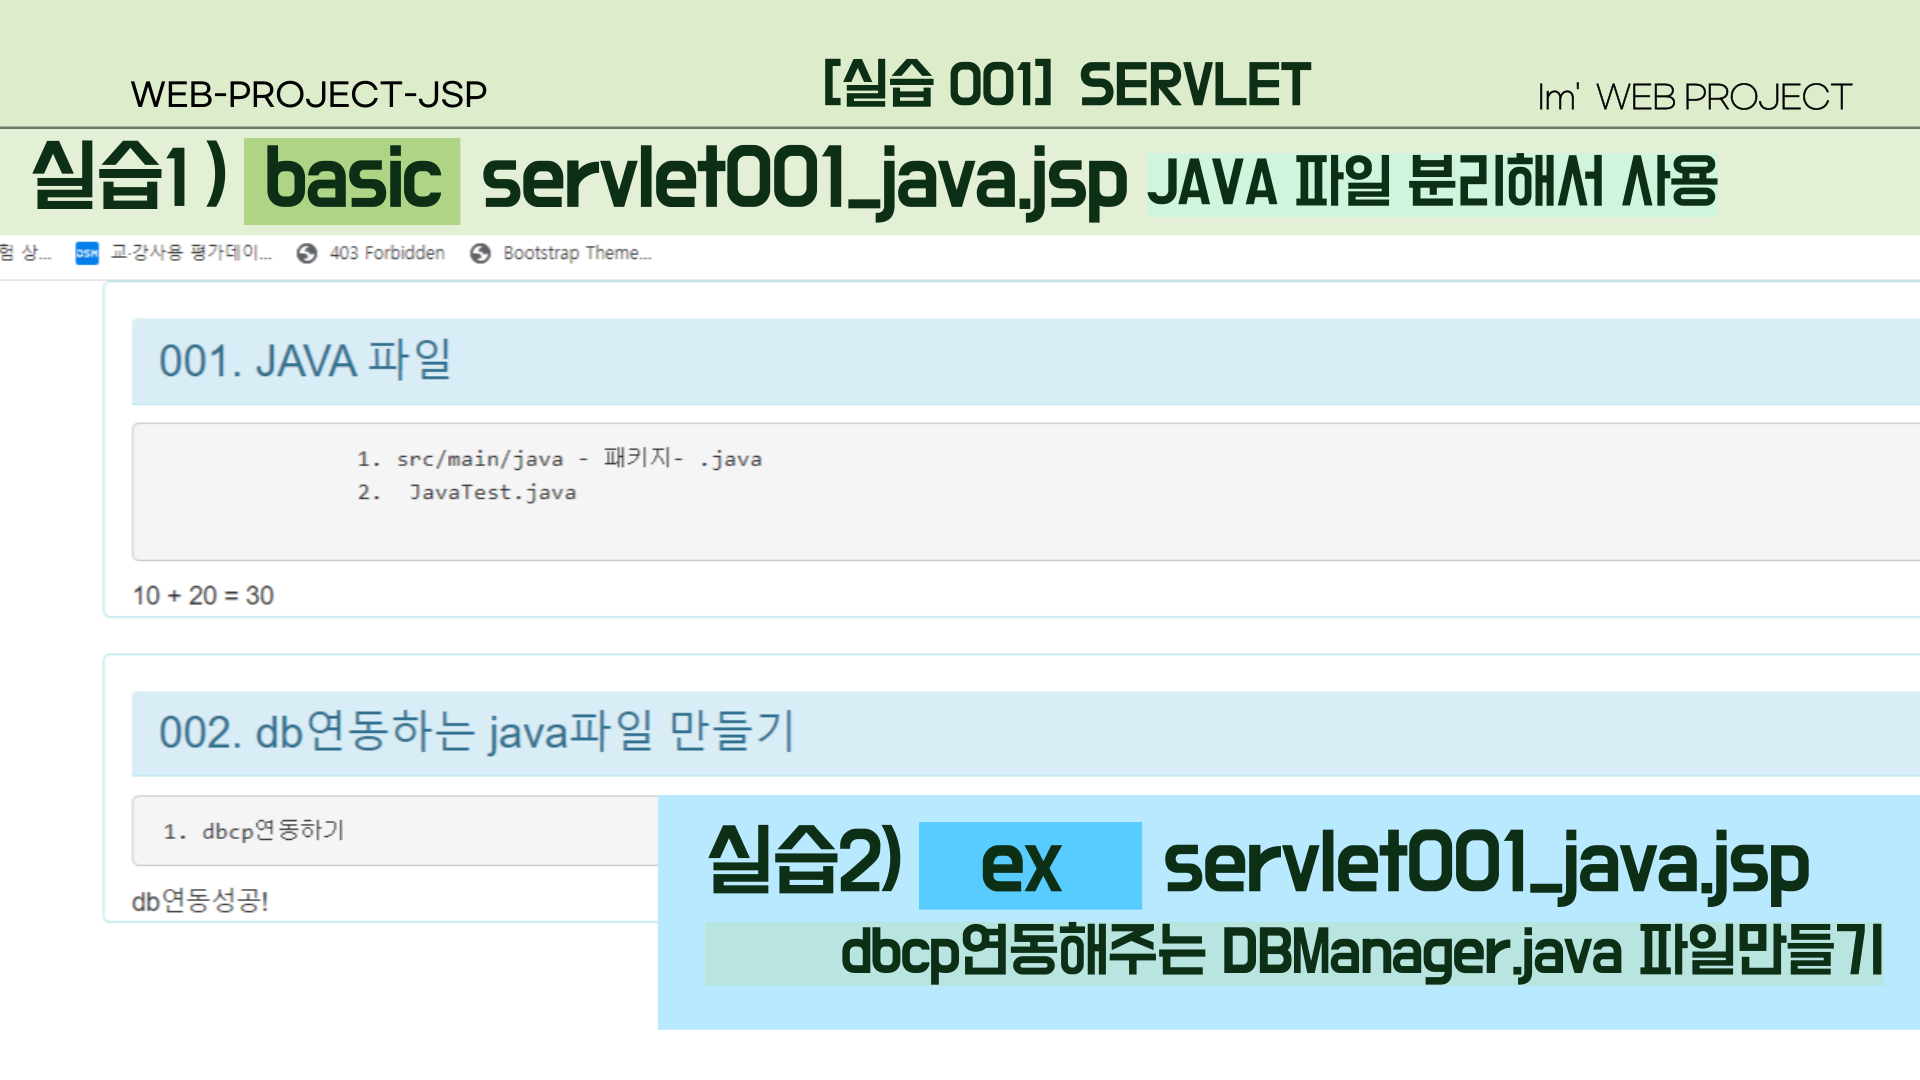 WEB-PROJECT-JSP
[실습 001] SERVLET
Im' WEB PROJECT
실습1 ) basic servlet001_java.jsp JAVA 파일 분리해서 사용
험 상... DSM 교·강사용 평가데이... 403 Forbidden Bootstrap Theme...
001. JAVA 파일
1. src/main/java - 패키지- .java
2. JavaTest.java
10 + 20 = 30
002. db연동하는 java파일 만들기
1. dbcp연동하기
db연동성공!
실습2) ex servlet001_java.jsp
dbcp연동해주는 DBManager.java 파일만들기